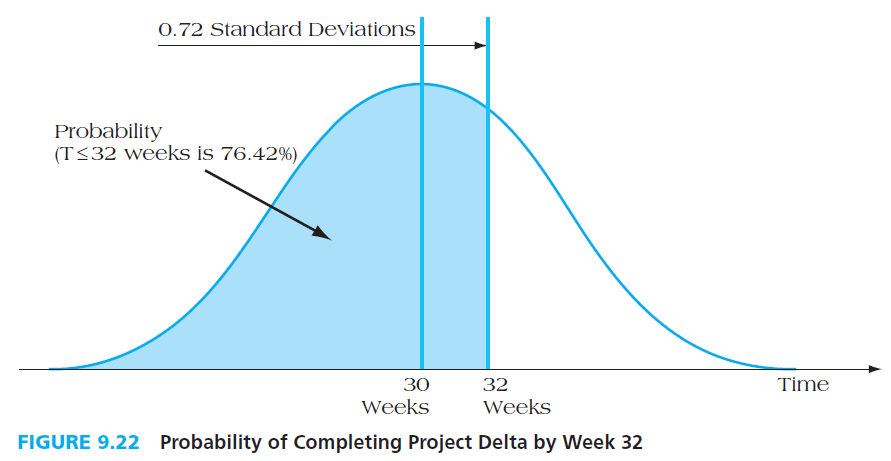 0.72 Standard Deviations
Probability
(T≤32 weeks is 76.42%)
30
Weeks
32
Weeks
Time
FIGURE 9.22 Probability of Completing Project Delta by Week 32